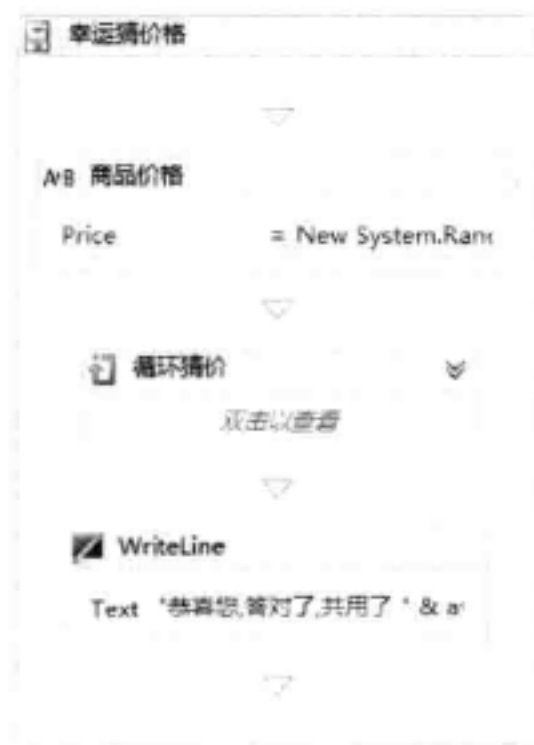 幸运猜价格
A+B 商品价格
Price = New System.Ran
循环猜价
双击以查看
WriteLine
Text "恭喜您,答对了,共用了 " & a